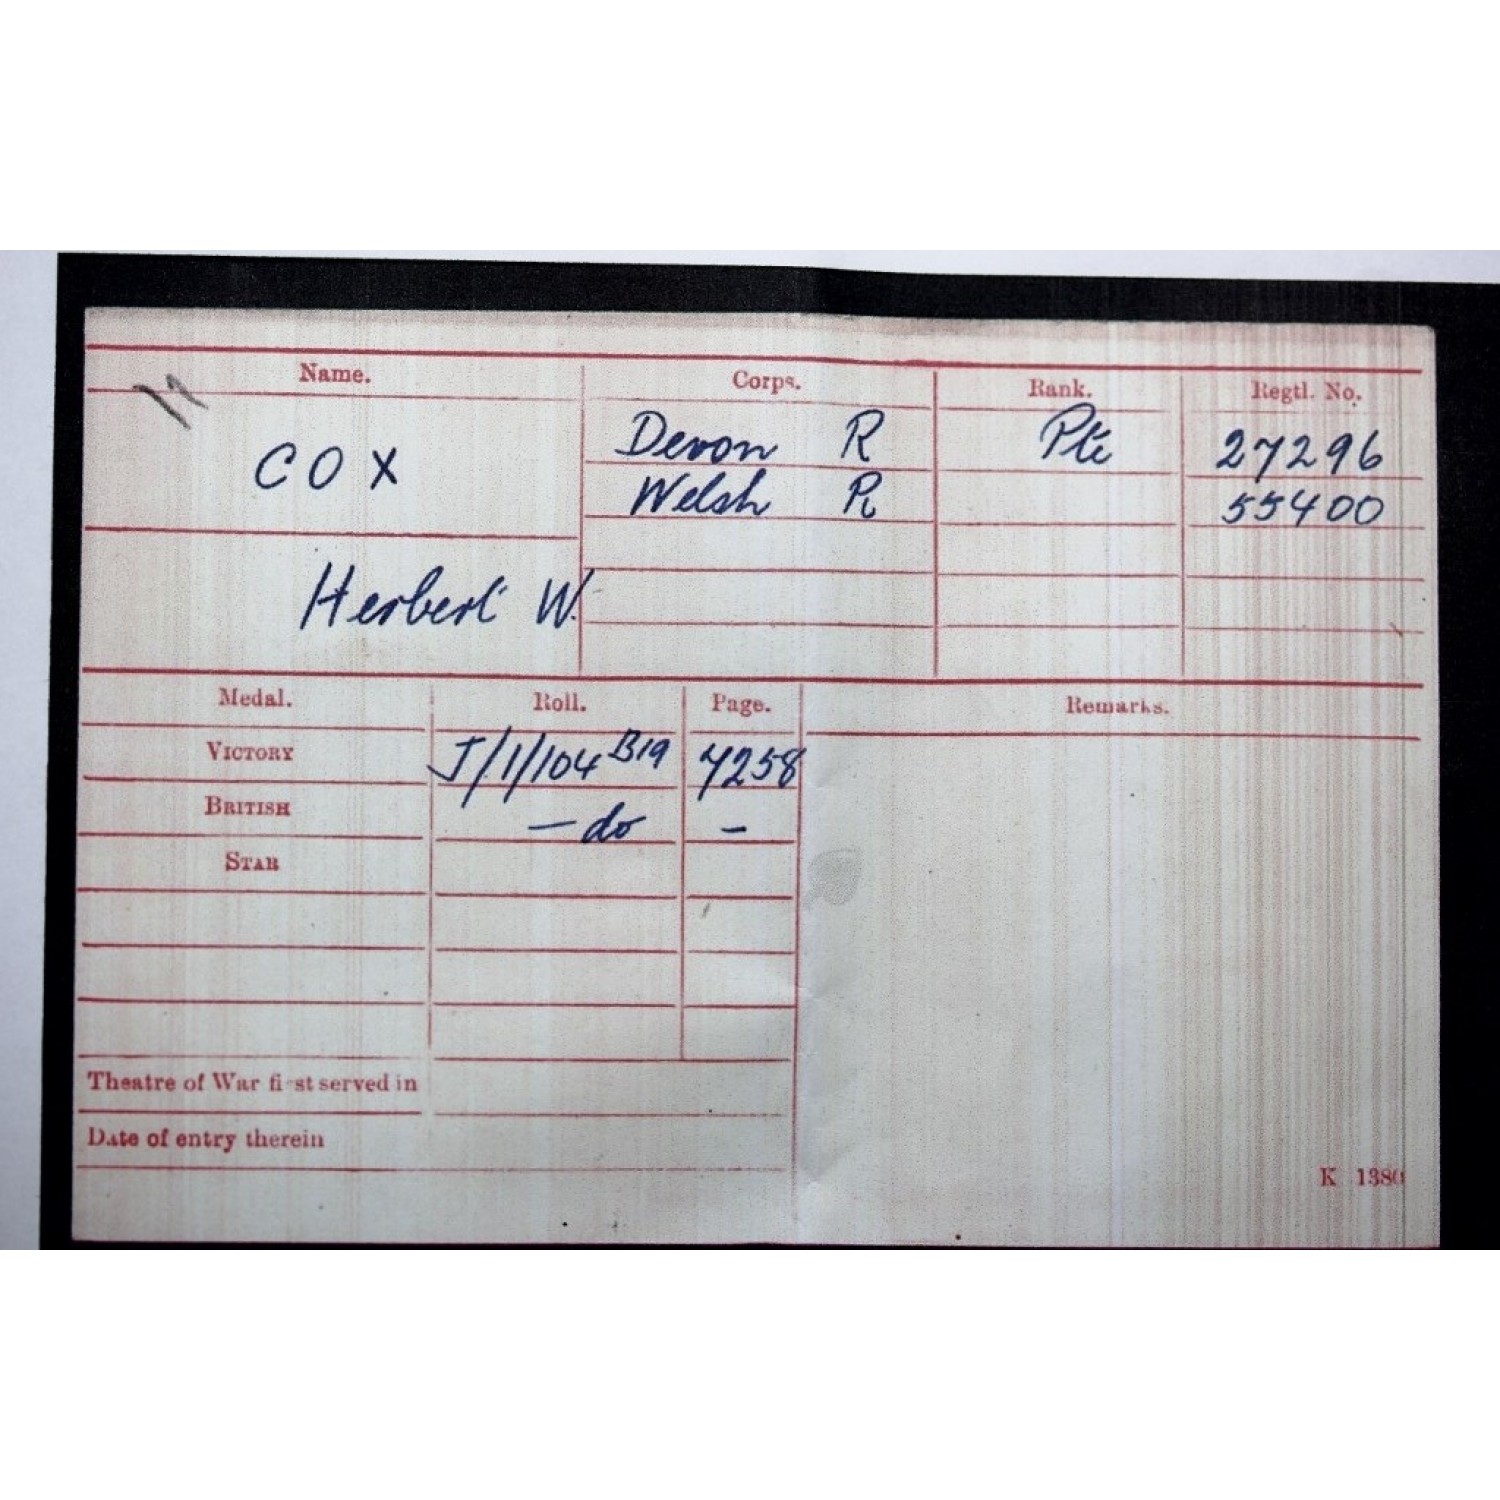 Name. Corps. Rank. Regtl. No.
COX Devon R Pte 27296
Welsh R 55400
Herbert W.
Medal. Roll. Page. Remarks.
VICTORY J/1/104 B19 7258
BRITISH — do —
STAR
Theatre of War first served in
Date of entry therein
K 1380